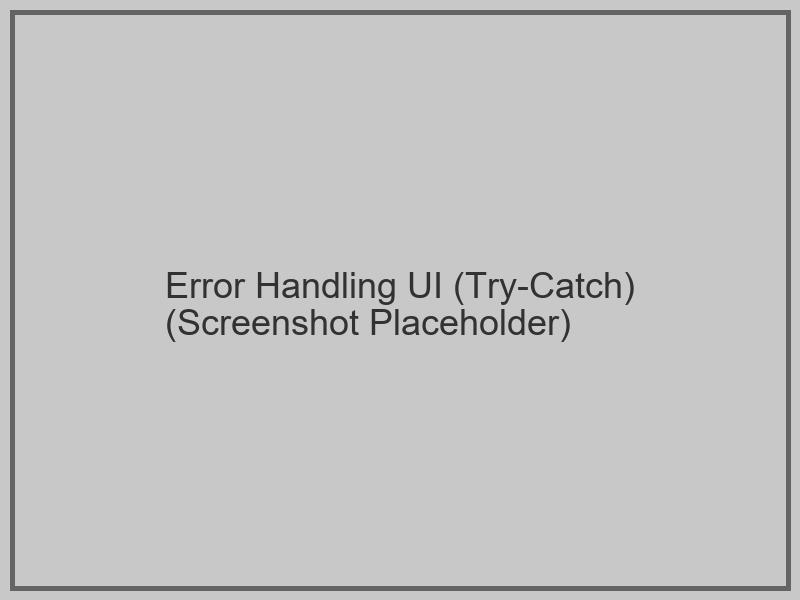 Error Handling UI (Try-Catch)
(Screenshot Placeholder)